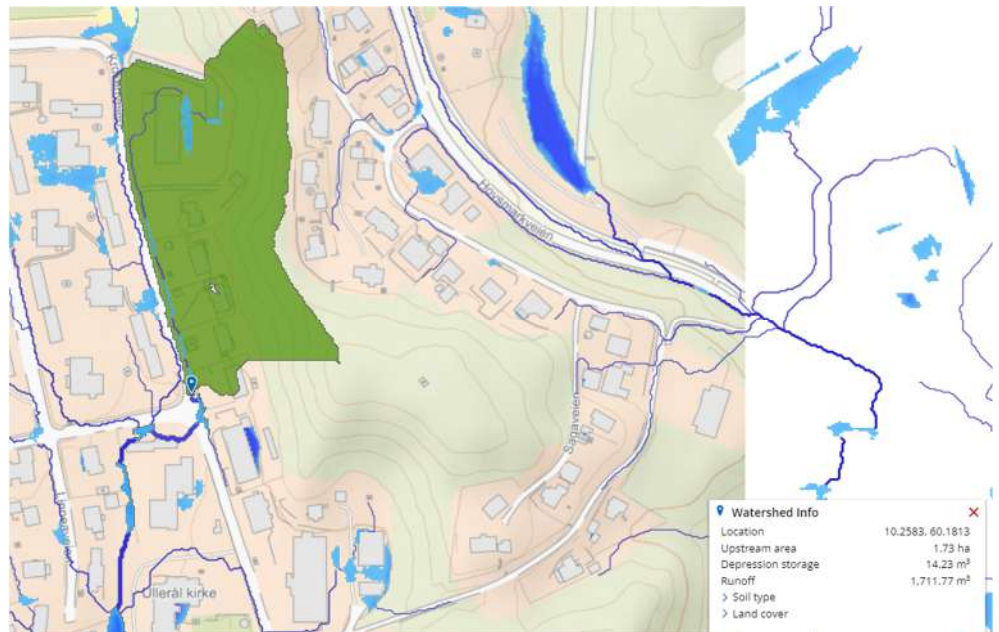 Hovsmarkveien
Sagaveien
Ullerål kirke
Watershed Info
Location 10.2583, 60.1813
Upstream area 1.73 ha
Depression storage 14.23 m³
Runoff 1,711.77 m³
> Soil type
> Land cover